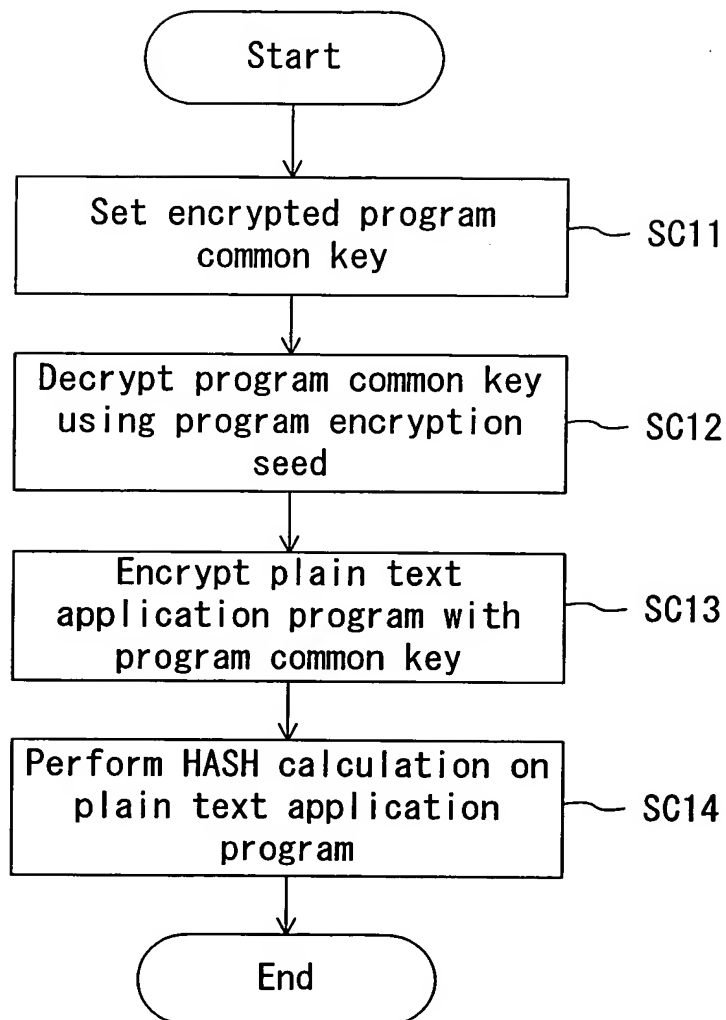 Start
Set encrypted program
common key
SC11
Decrypt program common key
using program encryption
seed
SC12
Encrypt plain text
application program with
program common key
SC13
Perform HASH calculation on
plain text application
program
SC14
End